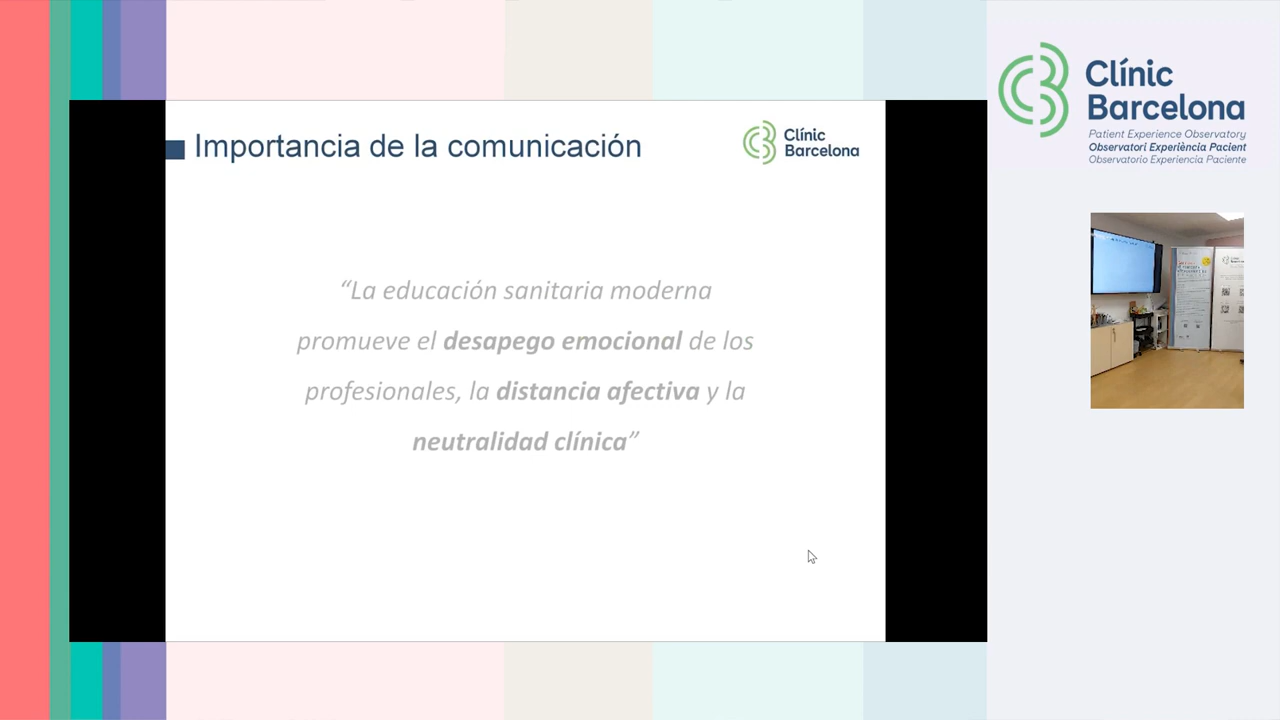 Importancia de la comunicación
Clínic
Barcelona
“La educación sanitaria moderna
promueve el desapego emocional de los
profesionales, la distancia afectiva y la
neutralidad clínica”
Clínic
Barcelona
Patient Experience Observatory
Observatori Experiència Pacient
Observatorio Experiencia Paciente